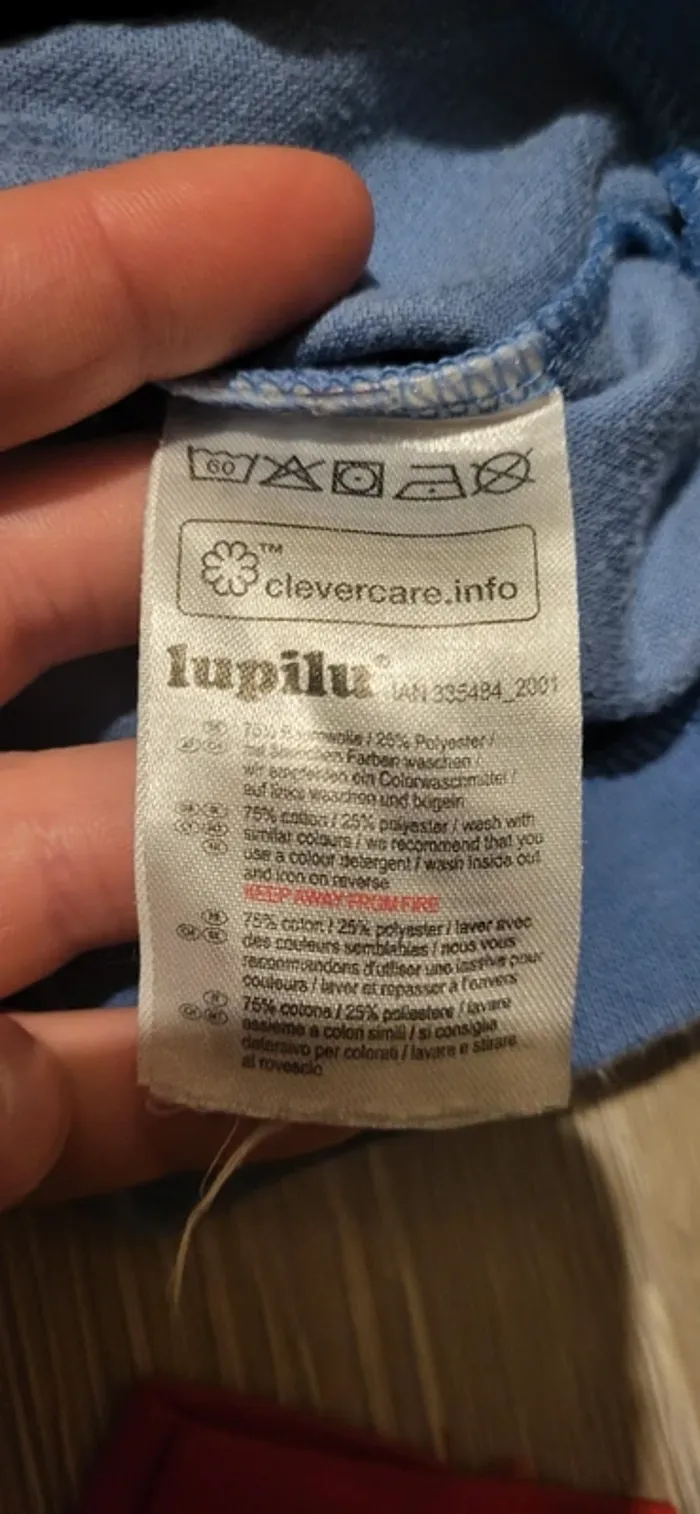 60
clevercare.info™
lupilu® IAN 335484_2001
75% Baumwolle / 25% Polyester /
mit ähnlichen Farben waschen /
wir empfehlen ein Colorwaschmittel /
auf links waschen und bügeln
75% cotton / 25% polyester / wash with
similar colours / we recommend that you
use a colour detergent / wash inside out
and iron on reverse
KEEP AWAY FROM FIRE
75% coton / 25% polyester / laver avec
des couleurs semblables / nous vous
recommandons d'utiliser une lessive pour
couleurs / laver et repasser à l'envers
75% cotone / 25% poliestere / lavare
assieme a colori simili / si consiglia
detersivo per colorati / lavare e stirare
al rovescio